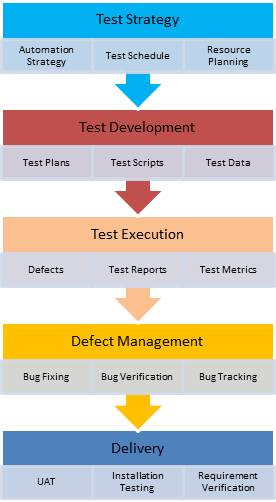 Test Strategy
Automation Strategy
Test Schedule
Resource Planning
Test Development
Test Plans
Test Scripts
Test Data
Test Execution
Defects
Test Reports
Test Metrics
Defect Management
Bug Fixing
Bug Verification
Bug Tracking
Delivery
UAT
Installation Testing
Requirement Verification